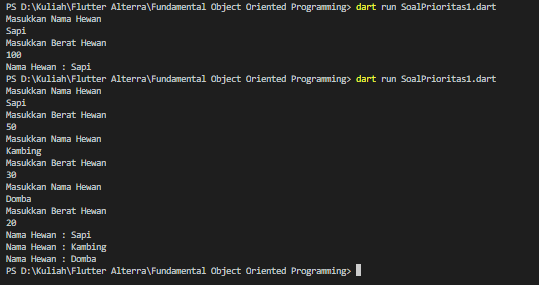 PS D:\Kuliah\Flutter Alterra\Fundamental Object Oriented Programming> dart run SoalPrioritas1.dart
Masukkan Nama Hewan
Sapi
Masukkan Berat Hewan
100
Nama Hewan : Sapi
PS D:\Kuliah\Flutter Alterra\Fundamental Object Oriented Programming> dart run SoalPrioritas1.dart
Masukkan Nama Hewan
Sapi
Masukkan Berat Hewan
50
Masukkan Nama Hewan
Kambing
Masukkan Berat Hewan
30
Masukkan Nama Hewan
Domba
Masukkan Berat Hewan
20
Nama Hewan : Sapi
Nama Hewan : Kambing
Nama Hewan : Domba
PS D:\Kuliah\Flutter Alterra\Fundamental Object Oriented Programming>